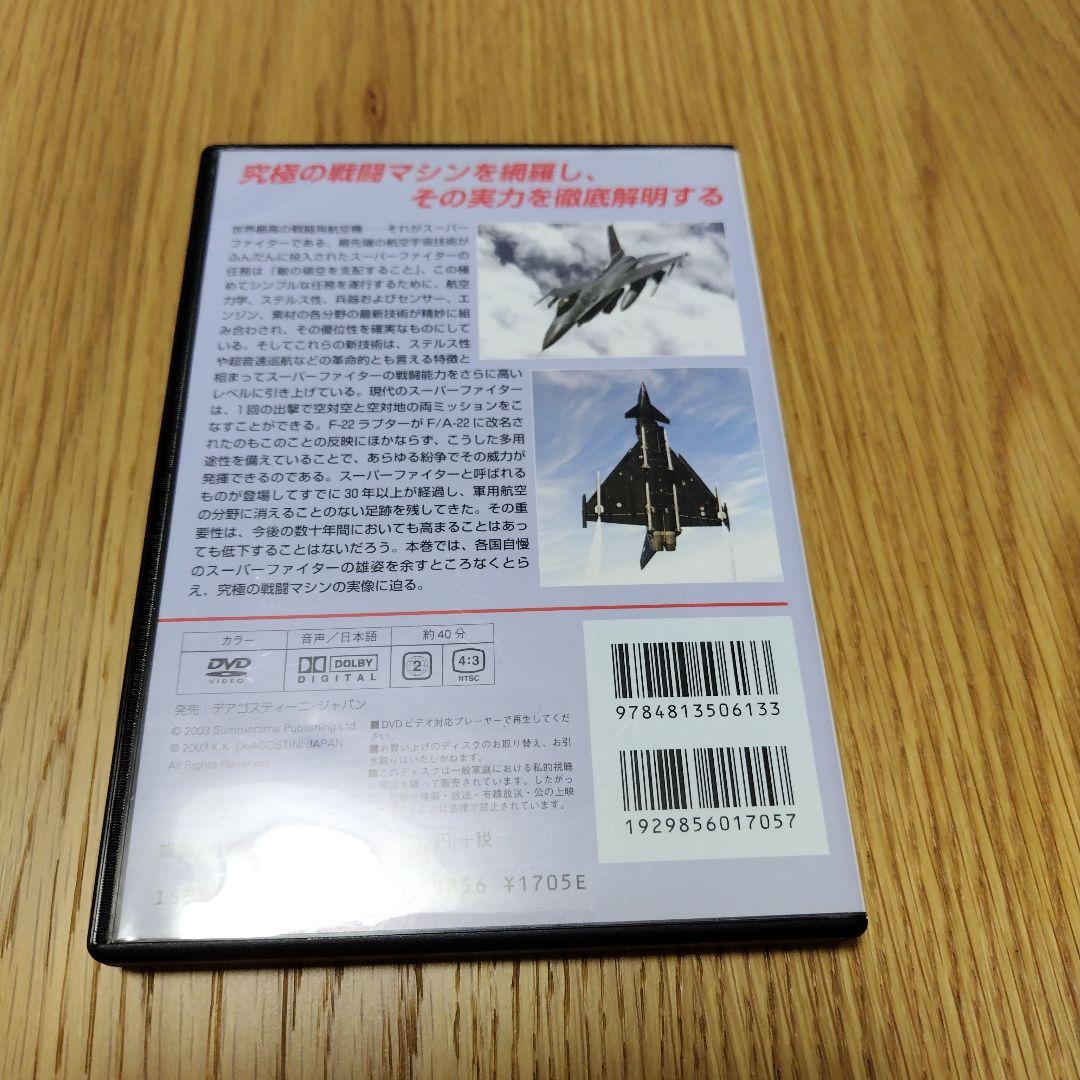 究極の戦闘マシンを網羅し、
その実力を徹底解明する
世界最高の戦闘用航空機――それがスーパー
ファイターである。最先端の航空宇宙技術が
ふんだんに投入されたスーパーファイターの
任務は「敵の領空を支配すること」。この極
めてシンプルな任務を遂行するために、航空
力学、ステルス性、兵器およびセンサー、エ
ンジン、素材の各分野の最新技術が精妙に組
み合わされ、その優位性を確実なものにして
いる。そしてこれらの新技術は、ステルス性
や超音速巡航などの革命的とも言える特徴と
相まってスーパーファイターの戦闘能力をさらに高い
レベルに引き上げている。現代のスーパーファイター
は、1回の出撃で空対空と空対地の両ミッションをこ
なすことができる。F-22 ラプターが F/A-22 に改名さ
れたのもこのことの反映にほかならず、こうした多用
途性を備えていることで、あらゆる紛争でその威力が
発揮できるのである。スーパーファイターと呼ばれる
ものが登場してすでに 30 年以上が経過し、軍用航空
の分野に消えることのない足跡を残してきた。その重
要性は、今後の数十年間においても高まることはあっ
ても低下することはないだろう。本巻では、各国自慢
のスーパーファイターの雄姿を余すところなくとら
え、究極の戦闘マシンの実像に迫る。
カラー 音声／日本語 約40分
DVD VIDEO DOLBY DIGITAL 2 4:3 NTSC
発売：デアゴスティーニ・ジャパン
© 2003 Summertime Publishing Ltd
© 2003 K.K. DeAGOSTINI JAPAN
All Rights Reserved
■DVD ビデオ対応プレーヤーで再生してくだ
さい。
■お買い上げのディスクのお取り替え、お引
き取りはいたしかねます。
■このディスクは一般家庭における私的視聴
に用途を限って販売されています。したがっ
複製・放送・有線放送・公の上映
ことは法律で禁止されています。
円＋税
9856 ¥1705E
9784813506133
1929856017057